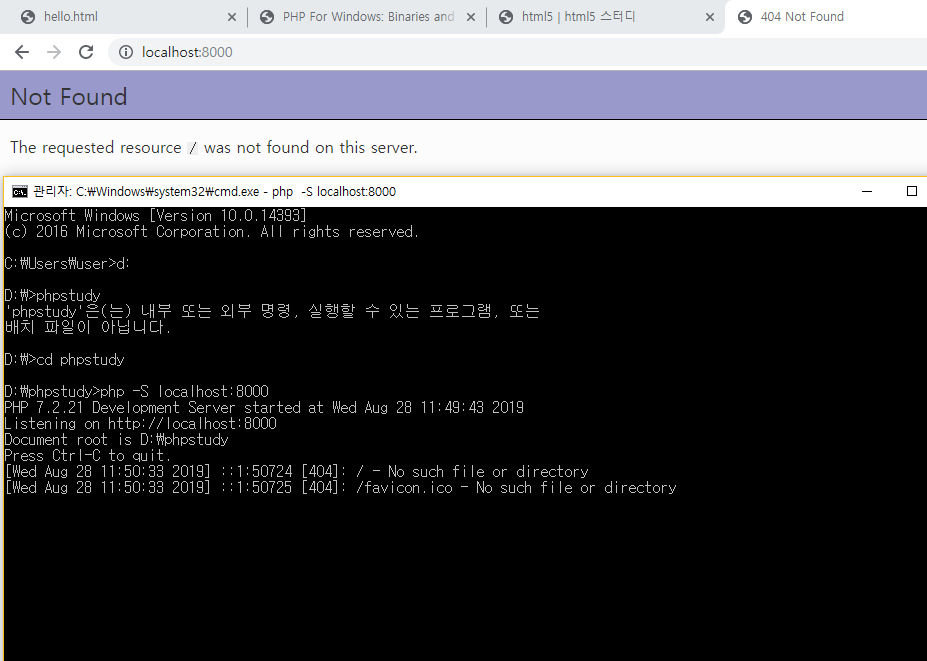 hello.html
PHP For Windows: Binaries and
html5 | html5 스터디
404 Not Found
localhost:8000
Not Found
The requested resource / was not found on this server.
관리자: C:₩Windows₩system32₩cmd.exe - php  -S localhost:8000
Microsoft Windows [Version 10.0.14393]
(c) 2016 Microsoft Corporation. All rights reserved.
C:₩Users₩user>d:
D:₩>phpstudy
'phpstudy'은(는) 내부 또는 외부 명령, 실행할 수 있는 프로그램, 또는
배치 파일이 아닙니다.
D:₩>cd phpstudy
D:₩phpstudy>php -S localhost:8000
PHP 7.2.21 Development Server started at Wed Aug 28 11:49:43 2019
Listening on http://localhost:8000
Document root is D:₩phpstudy
Press Ctrl-C to quit.
[Wed Aug 28 11:50:33 2019] ::1:50724 [404]: / - No such file or directory
[Wed Aug 28 11:50:33 2019] ::1:50725 [404]: /favicon.ico - No such file or directory